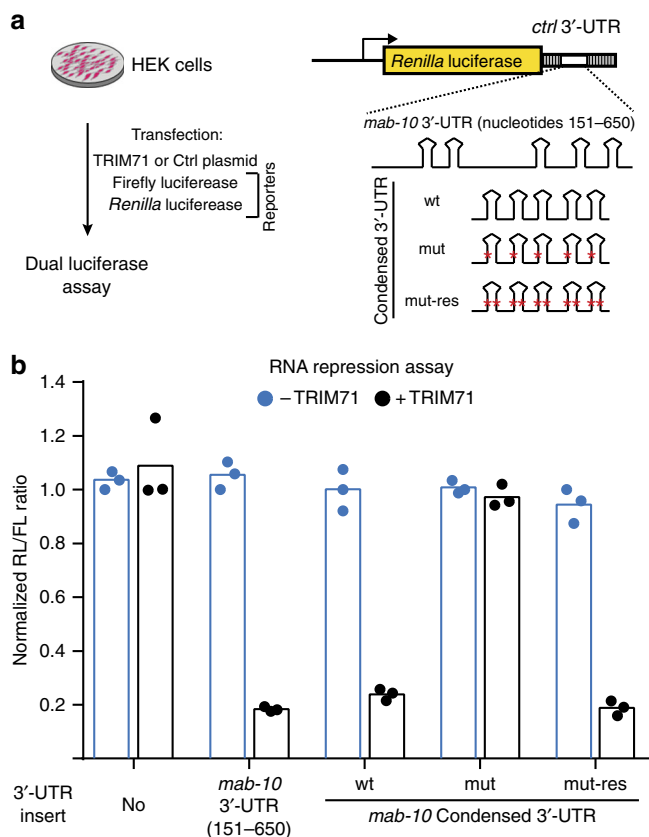 a
HEK cells
Transfection:
TRIM71 or Ctrl plasmid
Firefly luciferease
Renilla luciferease
Reporters
Dual luciferase
assay
ctrl 3′-UTR
Renilla luciferase
mab-10 3′-UTR (nucleotides 151–650)
Condensed 3′-UTR
wt
mut
mut-res
b
RNA repression assay
– TRIM71 + TRIM71
Normalized RL/FL ratio
1.4
1.2
1.0
0.8
0.6
0.4
0.2
3′-UTR
insert
No
mab-10
3′-UTR
(151–650)
wt
mut
mut-res
mab-10 Condensed 3′-UTR